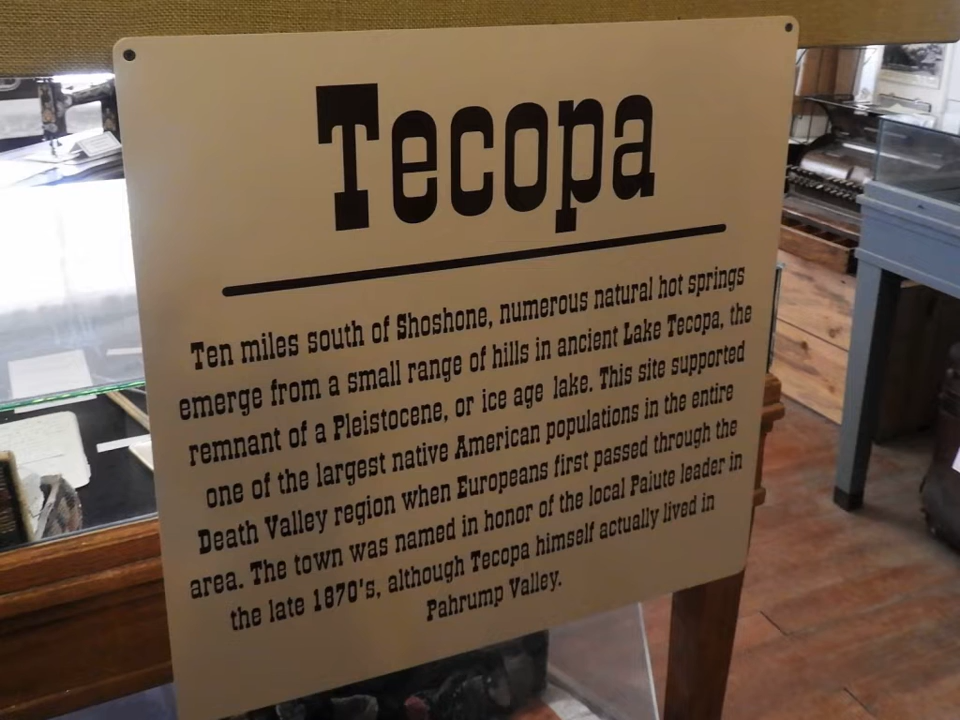 Tecopa
Ten miles south of Shoshone, numerous natural hot springs
emerge from a small range of hills in ancient Lake Tecopa, the
remnant of a Pleistocene, or ice age lake. This site supported
one of the largest native American populations in the entire
Death Valley region when Europeans first passed through the
area. The town was named in honor of the local Paiute leader in
the late 1870's, although Tecopa himself actually lived in
Pahrump Valley.